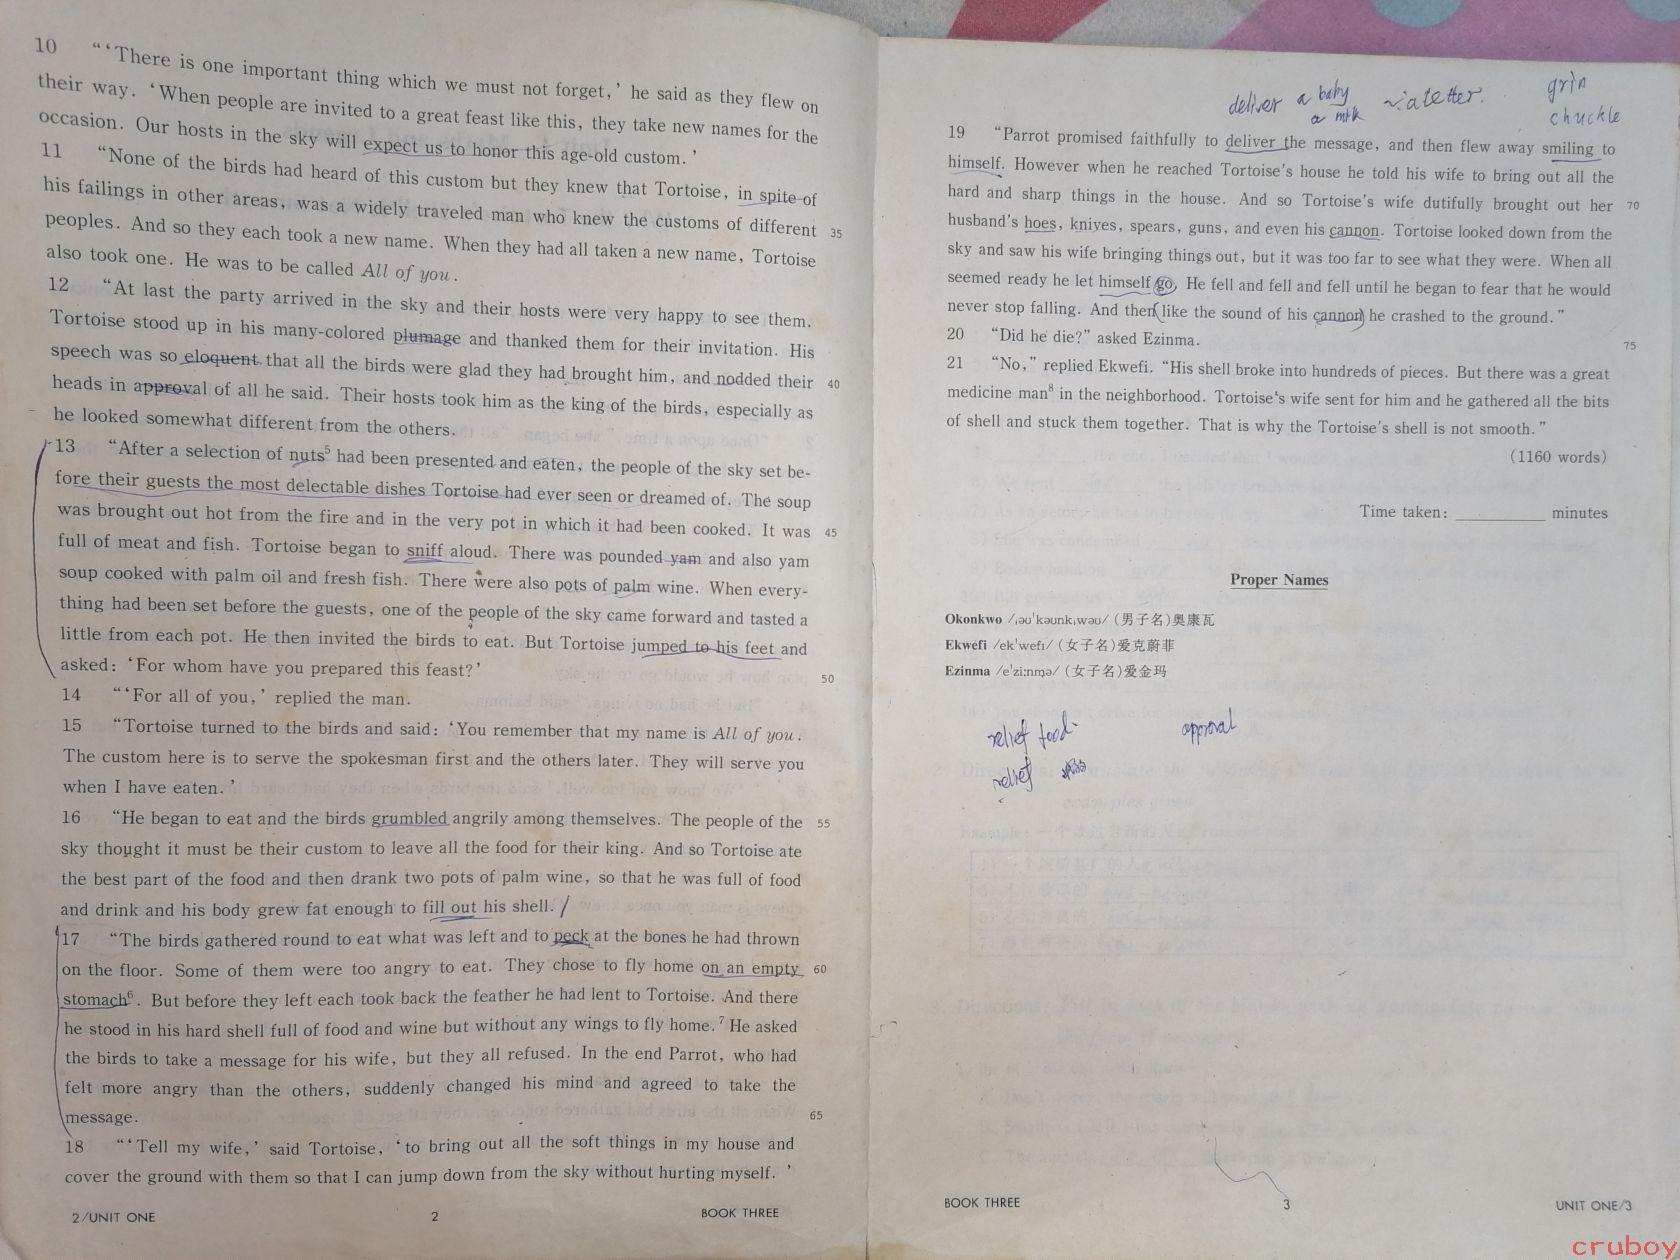 10 “‘There is one important thing which we must not forget,’ he said as they flew on
their way. ‘When people are invited to a great feast like this, they take new names for the
occasion. Our hosts in the sky will expect us to honor this age-old custom.’
11 “None of the birds had heard of this custom but they knew that Tortoise, in spite of
his failings in other areas, was a widely traveled man who knew the customs of different 35
peoples. And so they each took a new name. When they had all taken a new name, Tortoise
also took one. He was to be called All of you.
12 “At last the party arrived in the sky and their hosts were very happy to see them.
Tortoise stood up in his many-colored plumage and thanked them for their invitation. His
speech was so eloquent that all the birds were glad they had brought him, and nodded their 40
heads in approval of all he said. Their hosts took him as the king of the birds, especially as
he looked somewhat different from the others.
13 “After a selection of nuts5 had been presented and eaten, the people of the sky set be-
fore their guests the most delectable dishes Tortoise had ever seen or dreamed of. The soup
was brought out hot from the fire and in the very pot in which it had been cooked. It was 45
full of meat and fish. Tortoise began to sniff aloud. There was pounded yam and also yam
soup cooked with palm oil and fresh fish. There were also pots of palm wine. When every-
thing had been set before the guests, one of the people of the sky came forward and tasted a
little from each pot. He then invited the birds to eat. But Tortoise jumped to his feet and
asked: ‘For whom have you prepared this feast?’ 50
14 “‘For all of you,’ replied the man.
15 “Tortoise turned to the birds and said: ‘You remember that my name is All of you.
The custom here is to serve the spokesman first and the others later. They will serve you
when I have eaten.’
16 “He began to eat and the birds grumbled angrily among themselves. The people of the 55
sky thought it must be their custom to leave all the food for their king. And so Tortoise ate
the best part of the food and then drank two pots of palm wine, so that he was full of food
and drink and his body grew fat enough to fill out his shell.
17 “The birds gathered round to eat what was left and to peck at the bones he had thrown
on the floor. Some of them were too angry to eat. They chose to fly home on an empty 60
stomach6. But before they left each took back the feather he had lent to Tortoise. And there
he stood in his hard shell full of food and wine but without any wings to fly home.7 He asked
the birds to take a message for his wife, but they all refused. In the end Parrot, who had
felt more angry than the others, suddenly changed his mind and agreed to take the
message. 65
18 “‘Tell my wife,’ said Tortoise, ‘to bring out all the soft things in my house and
cover the ground with them so that I can jump down from the sky without hurting myself.’
2/UNIT ONE 2 BOOK THREE
deliver a baby
grin
chuckle
19 “Parrot promised faithfully to deliver the message, and then flew away smiling to
himself. However when he reached Tortoise's house he told his wife to bring out all the
hard and sharp things in the house. And so Tortoise's wife dutifully brought out her 70
husband's hoes, knives, spears, guns, and even his cannon. Tortoise looked down from the
sky and saw his wife bringing things out, but it was too far to see what they were. When all
seemed ready he let himself go. He fell and fell and fell until he began to fear that he would
never stop falling. And then like the sound of his cannon he crashed to the ground.”
20 “Did he die?” asked Ezinma. 75
21 “No,” replied Ekwefi. “His shell broke into hundreds of pieces. But there was a great
medicine man8 in the neighborhood. Tortoise‘s wife sent for him and he gathered all the bits
of shell and stuck them together. That is why the Tortoise's shell is not smooth.”
(1160 words)
Time taken: __________ minutes
Proper Names
Okonkwo /ˌəuˈkəunkˌwəu/ (男子名)奥康瓦
Ekwefi /ekˈwefɪ/ (女子名)爱克蔚菲
Ezinma /eˈziːnmə/ (女子名)爱金玛
relief food
approval
relief
BOOK THREE 3 UNIT ONE/3
cruboy